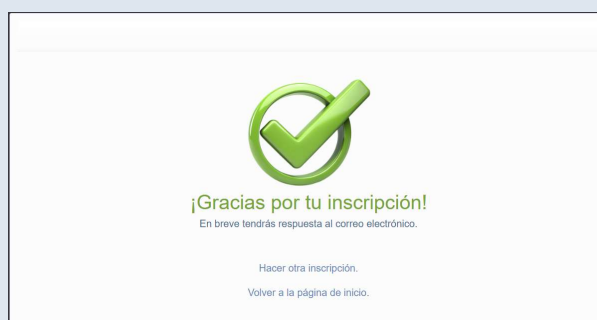 ¡Gracias por tu inscripción!
En breve tendrás respuesta al correo electrónico.
Hacer otra inscripción.
Volver a la página de inicio.